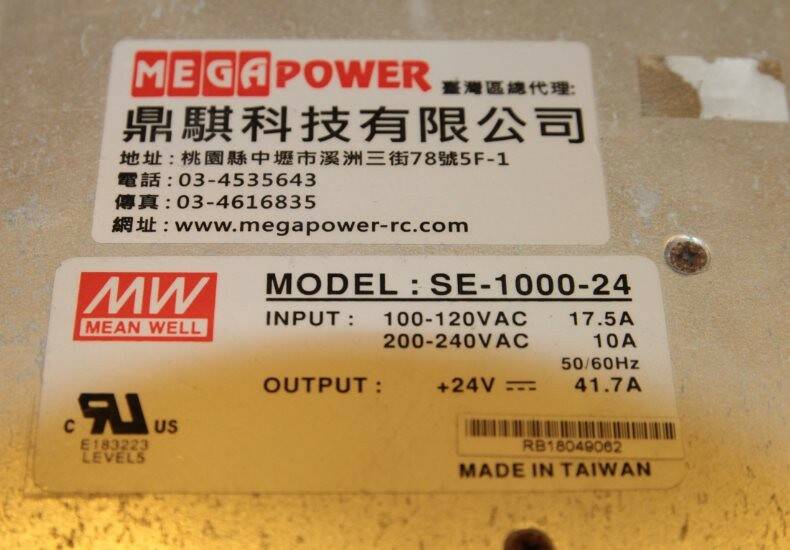 MEGAPOWER 臺灣區總代理:
鼎騏科技有限公司
地址:桃園縣中壢市溪洲三街78號5F-1
電話:03-4535643
傳真:03-4616835
網址:www.megapower-rc.com
MW
MEAN WELL
MODEL : SE-1000-24
INPUT : 100-120VAC 17.5A
200-240VAC 10A
50/60Hz
OUTPUT : +24V 41.7A
C RU US
E183223
LEVEL5
RB18049062
MADE IN TAIWAN